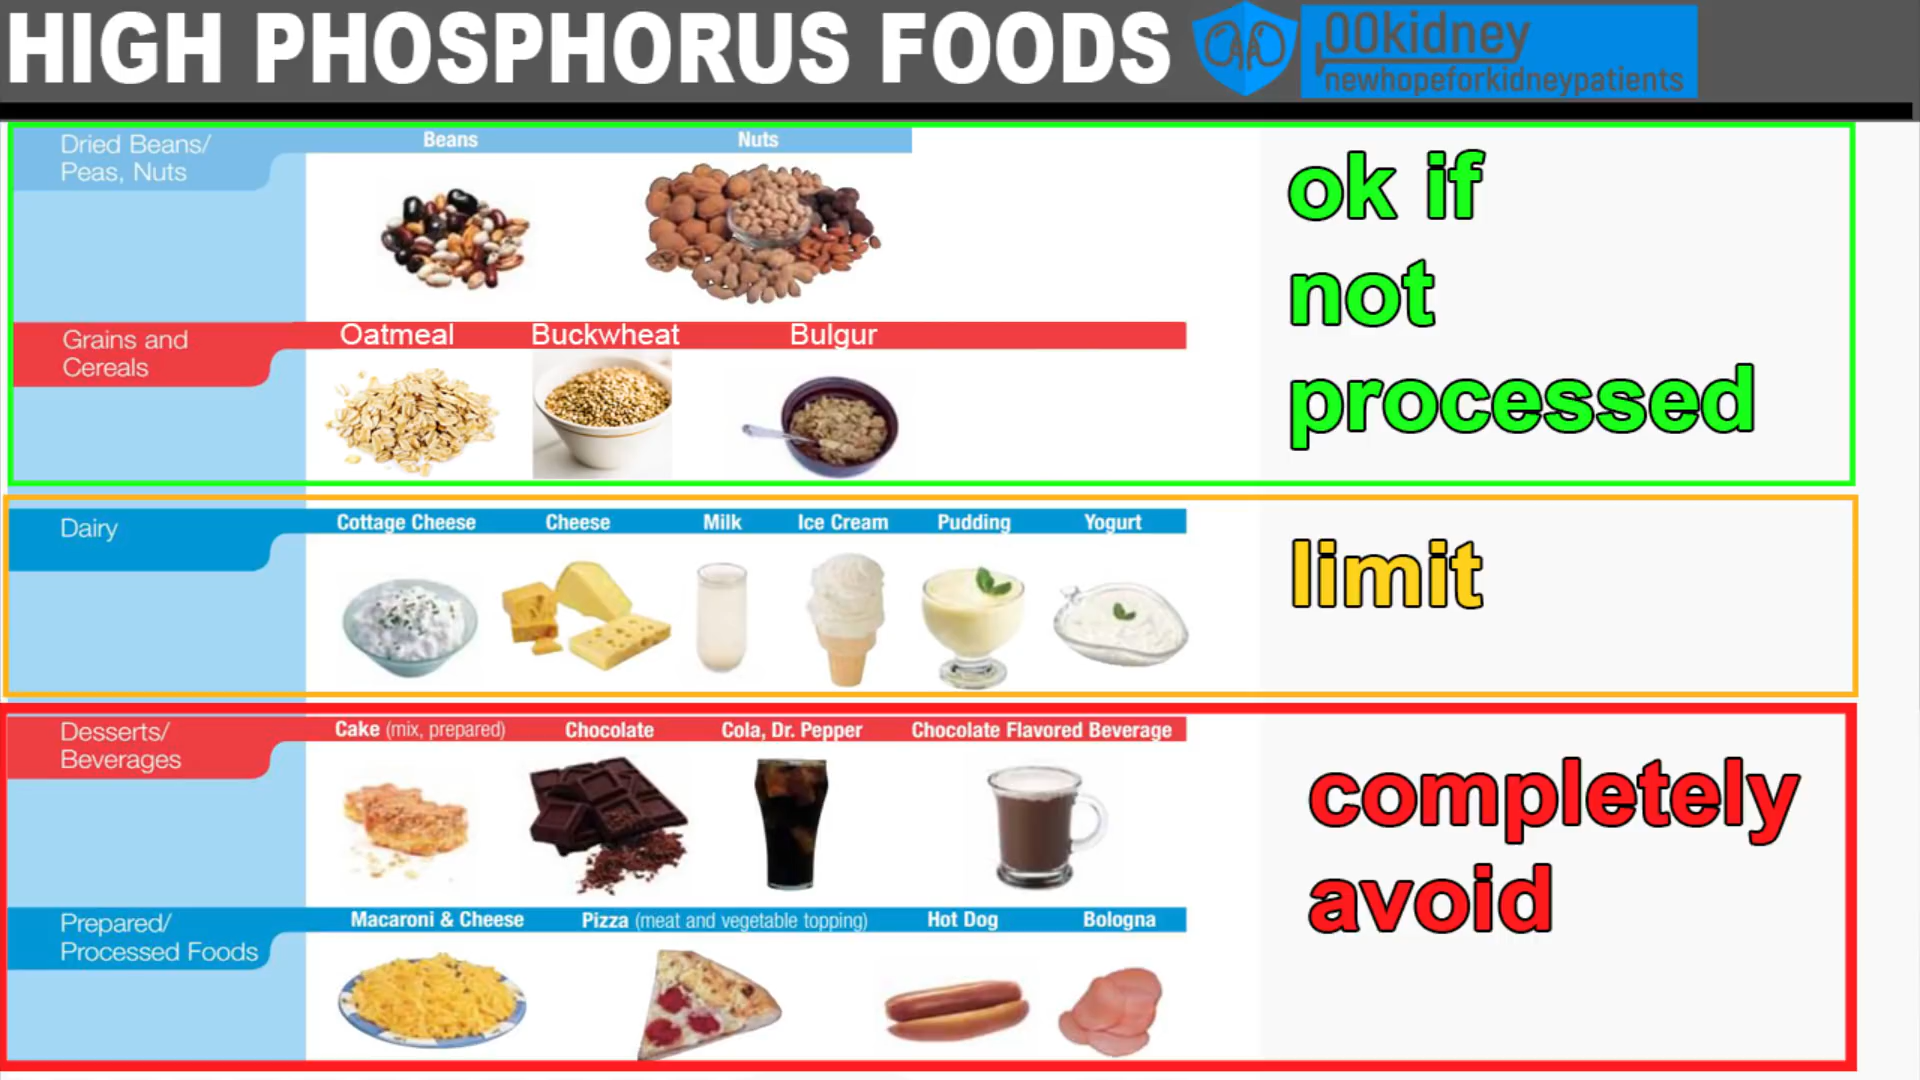 HIGH PHOSPHORUS FOODS
00kidney
newhopeforkidneypatients
Dried Beans/
Peas, Nuts
Beans Nuts
ok if
not
processed
Grains and
Cereals
Oatmeal Buckwheat Bulgur
Dairy
Cottage Cheese Cheese Milk Ice Cream Pudding Yogurt
limit
Desserts/
Beverages
Cake (mix, prepared) Chocolate Cola, Dr. Pepper Chocolate Flavored Beverage
completely
avoid
Prepared/
Processed Foods
Macaroni & Cheese Pizza (meat and vegetable topping) Hot Dog Bologna